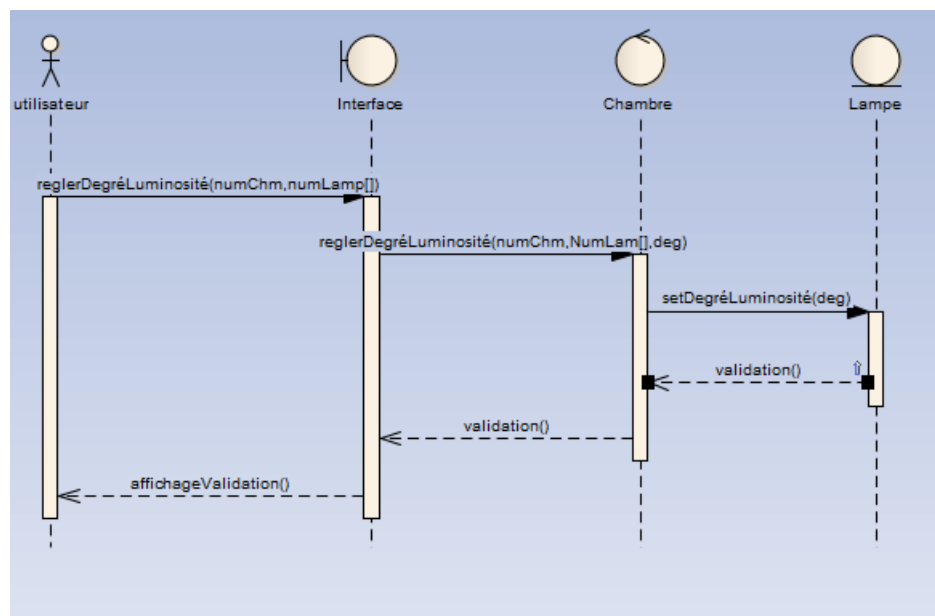 utilisateur
Interface
Chambre
Lampe
reglerDegréLuminosité(numChm,numLamp[])
reglerDegréLuminosité(numChm,NumLam[],deg)
setDegréLuminosité(deg)
validation()
validation()
affichageValidation()